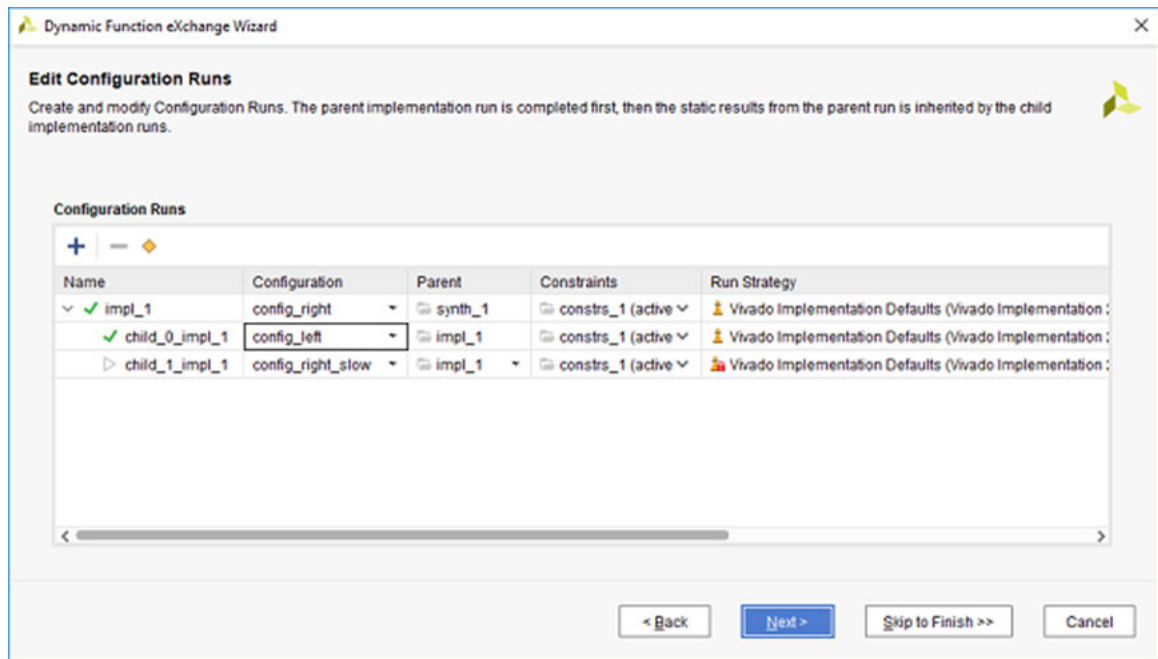 Dynamic Function eXchange Wizard
Edit Configuration Runs
Create and modify Configuration Runs. The parent implementation run is completed first, then the static results from the parent run is inherited by the child
implementation runs.
Configuration Runs
Name Configuration Parent Constraints Run Strategy
impl_1 config_right synth_1 constrs_1 (active Vivado Implementation Defaults (Vivado Implementation
child_0_impl_1 config_left impl_1 constrs_1 (active Vivado Implementation Defaults (Vivado Implementation
child_1_impl_1 config_right_slow impl_1 constrs_1 (active Vivado Implementation Defaults (Vivado Implementation
< Back Next > Skip to Finish >> Cancel